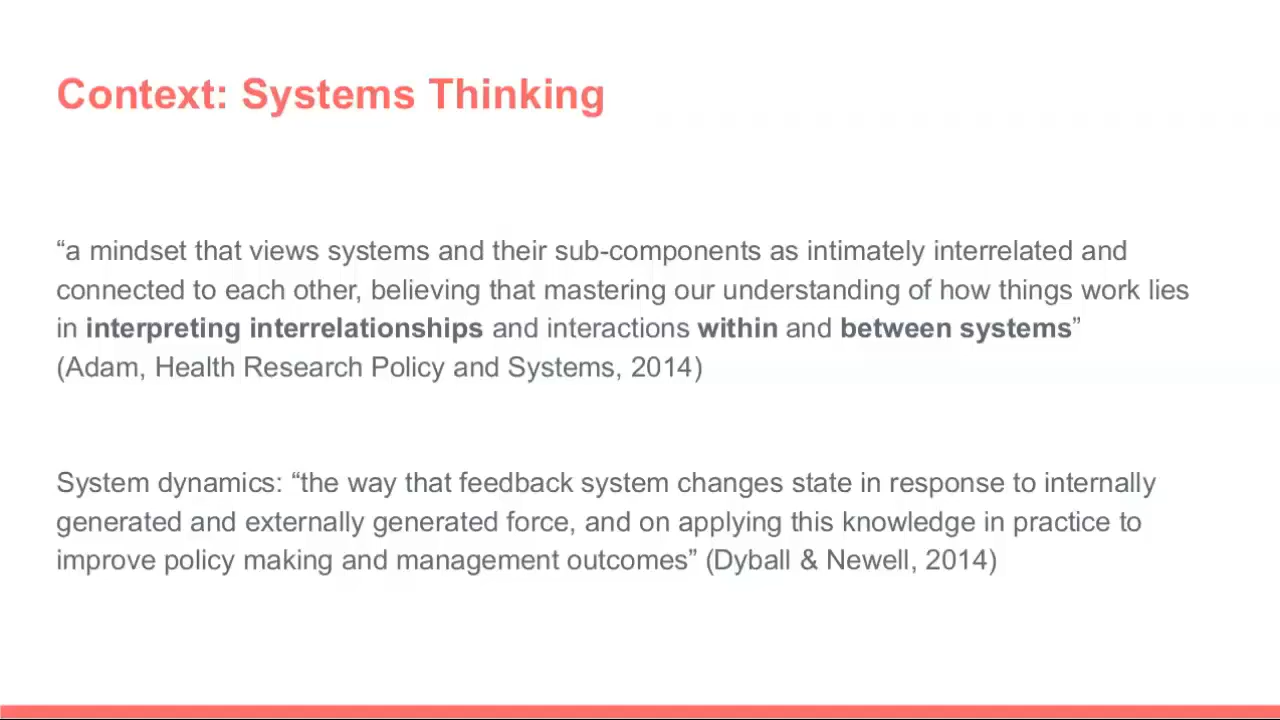 Context: Systems Thinking
“a mindset that views systems and their sub-components as intimately interrelated and
connected to each other, believing that mastering our understanding of how things work lies
in interpreting interrelationships and interactions within and between systems”
(Adam, Health Research Policy and Systems, 2014)
System dynamics: “the way that feedback system changes state in response to internally
generated and externally generated force, and on applying this knowledge in practice to
improve policy making and management outcomes” (Dyball & Newell, 2014)